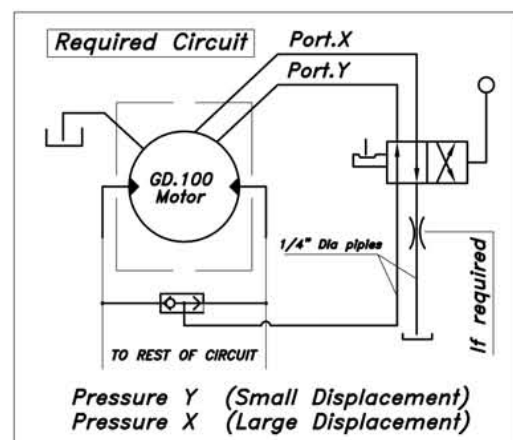 Required Circuit
Port.X
Port.Y
GD.100
Motor
1/4" Dia pipies
If required
TO REST OF CIRCUIT
Pressure Y (Small Displacement)
Pressure X (Large Displacement)